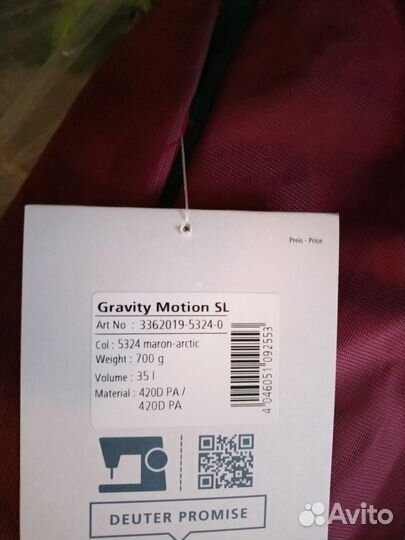 Preis - Price
Gravity Motion SL
Art No : 3362019-5324-0
Col : 5324 maron-arctic
Weight : 700 g
Volume : 35 l
Material : 420D PA /
420D PA
4 046051 092553
DEUTER PROMISE
Avito